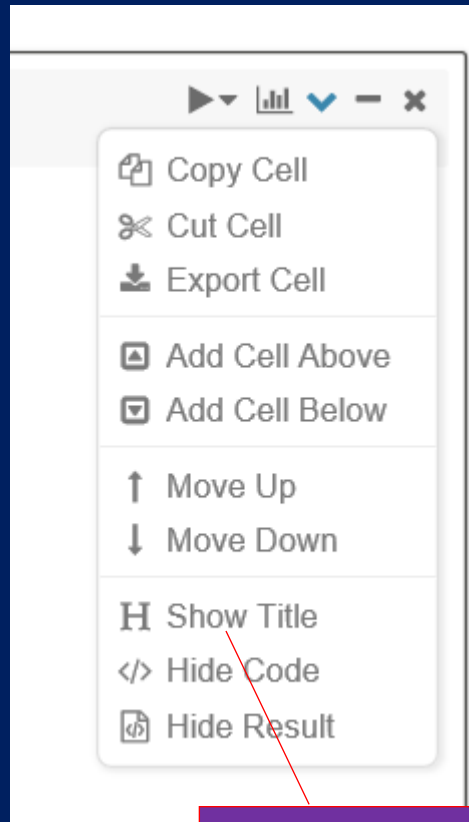 Copy Cell
Cut Cell
Export Cell
Add Cell Above
Add Cell Below
Move Up
Move Down
H Show Title
</> Hide Code
Hide Result